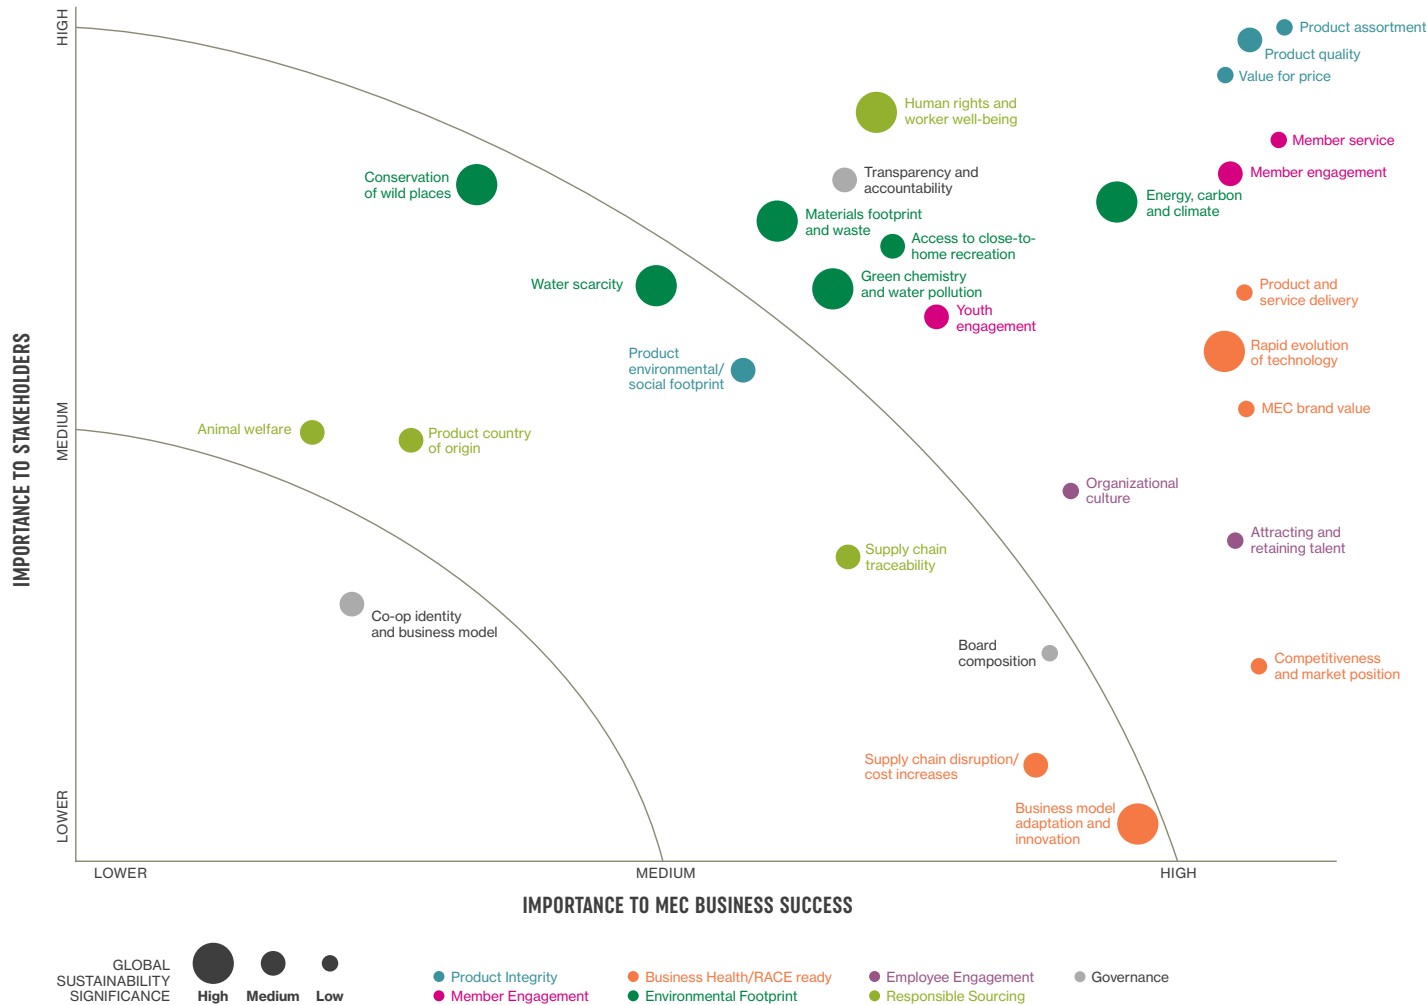 HIGH
Product assortment
Product quality
Value for price
Human rights and
worker well-being
Member service
Transparency and
accountability
Member engagement
Conservation
of wild places
Energy, carbon
and climate
Materials footprint
and waste
Access to close-to-
home recreation
Water scarcity
Green chemistry
and water pollution
Product and
service delivery
Youth
engagement
Rapid evolution
of technology
Product
environmental/
social footprint
MEC brand value
IMPORTANCE TO STAKEHOLDERS
MEDIUM
Animal welfare
Product country
of origin
Organizational
culture
Attracting and
retaining talent
Supply chain
traceability
Co-op identity
and business model
Board
composition
Competitiveness
and market position
Supply chain disruption/
cost increases
Business model
adaptation and
innovation
LOWER
LOWER
MEDIUM
HIGH
IMPORTANCE TO MEC BUSINESS SUCCESS
GLOBAL
SUSTAINABILITY
SIGNIFICANCE
High
Medium
Low
Product Integrity
Business Health/RACE ready
Employee Engagement
Governance
Member Engagement
Environmental Footprint
Responsible Sourcing